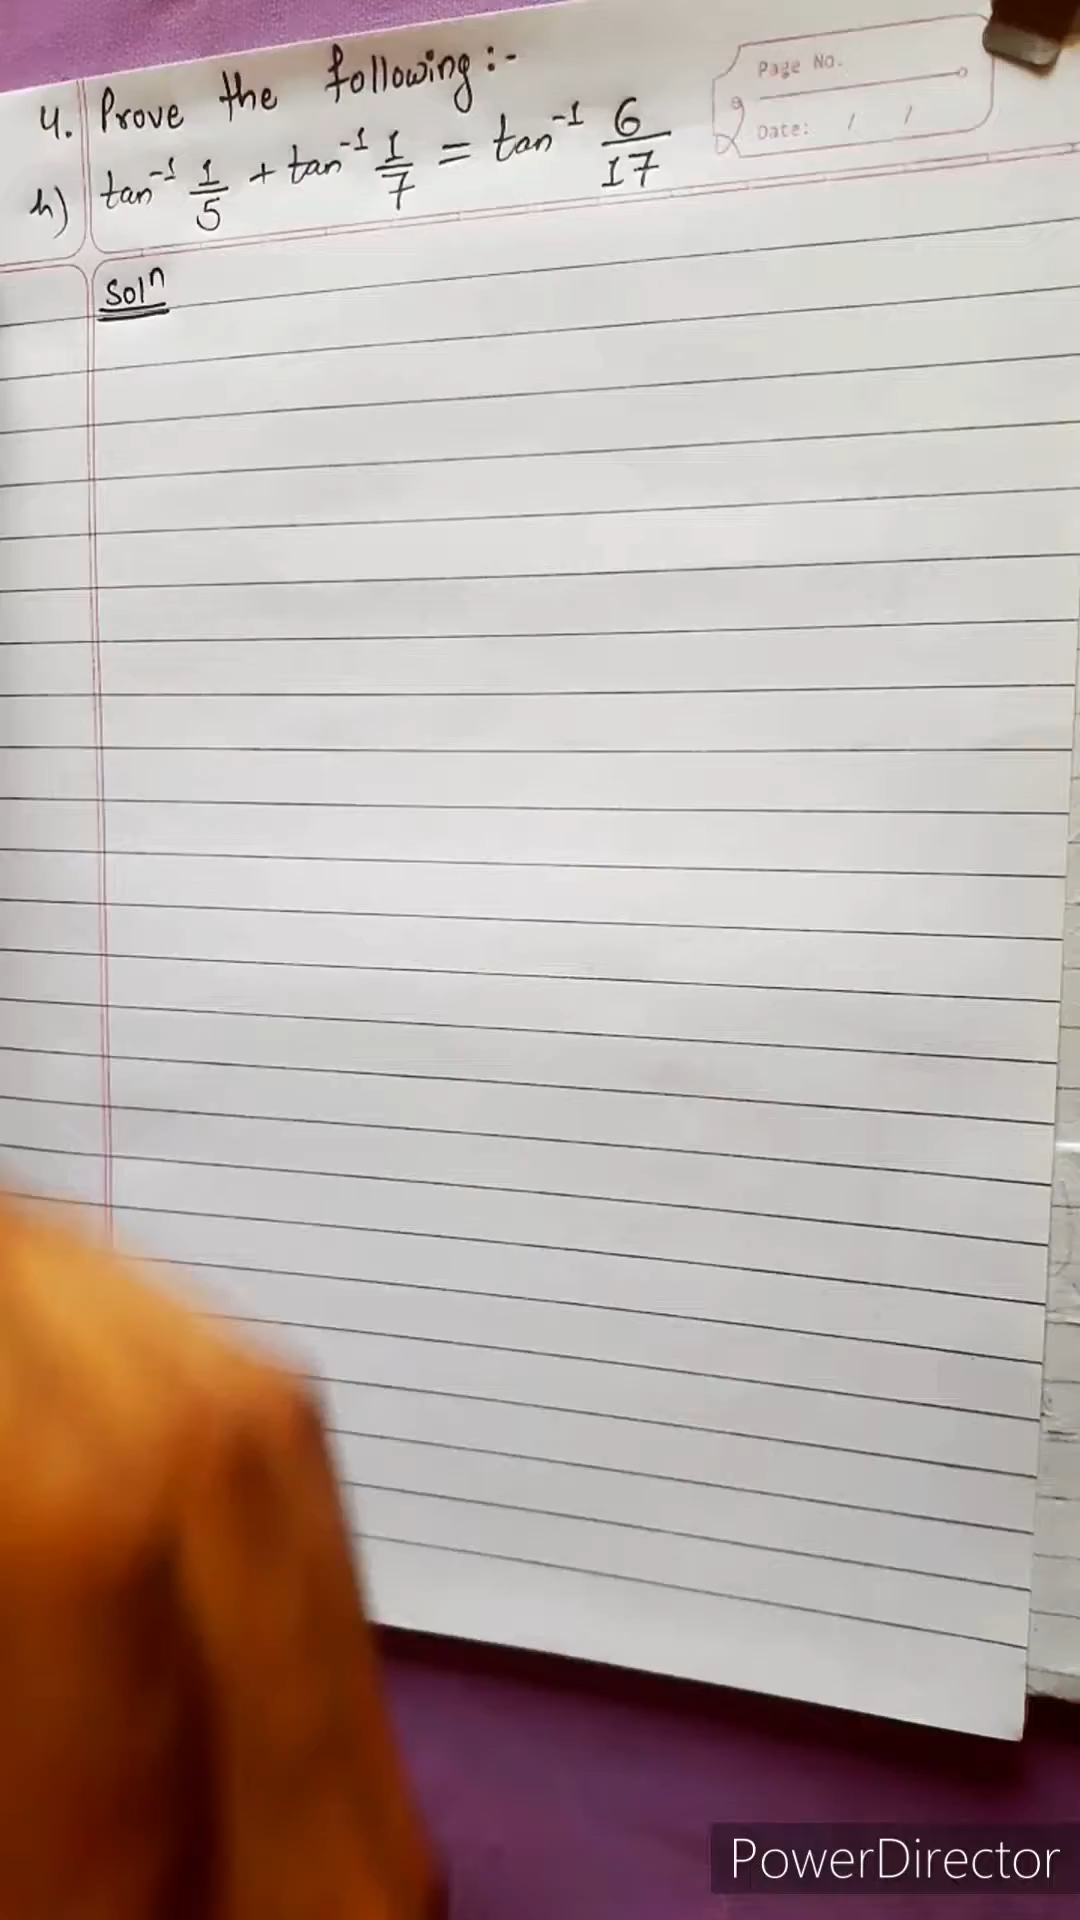 4. Prove the following :-
h) tan⁻¹ 1/5 + tan⁻¹ 1/7 = tan⁻¹ 6/17
Page No.
Date: / /
Solⁿ
PowerDirector